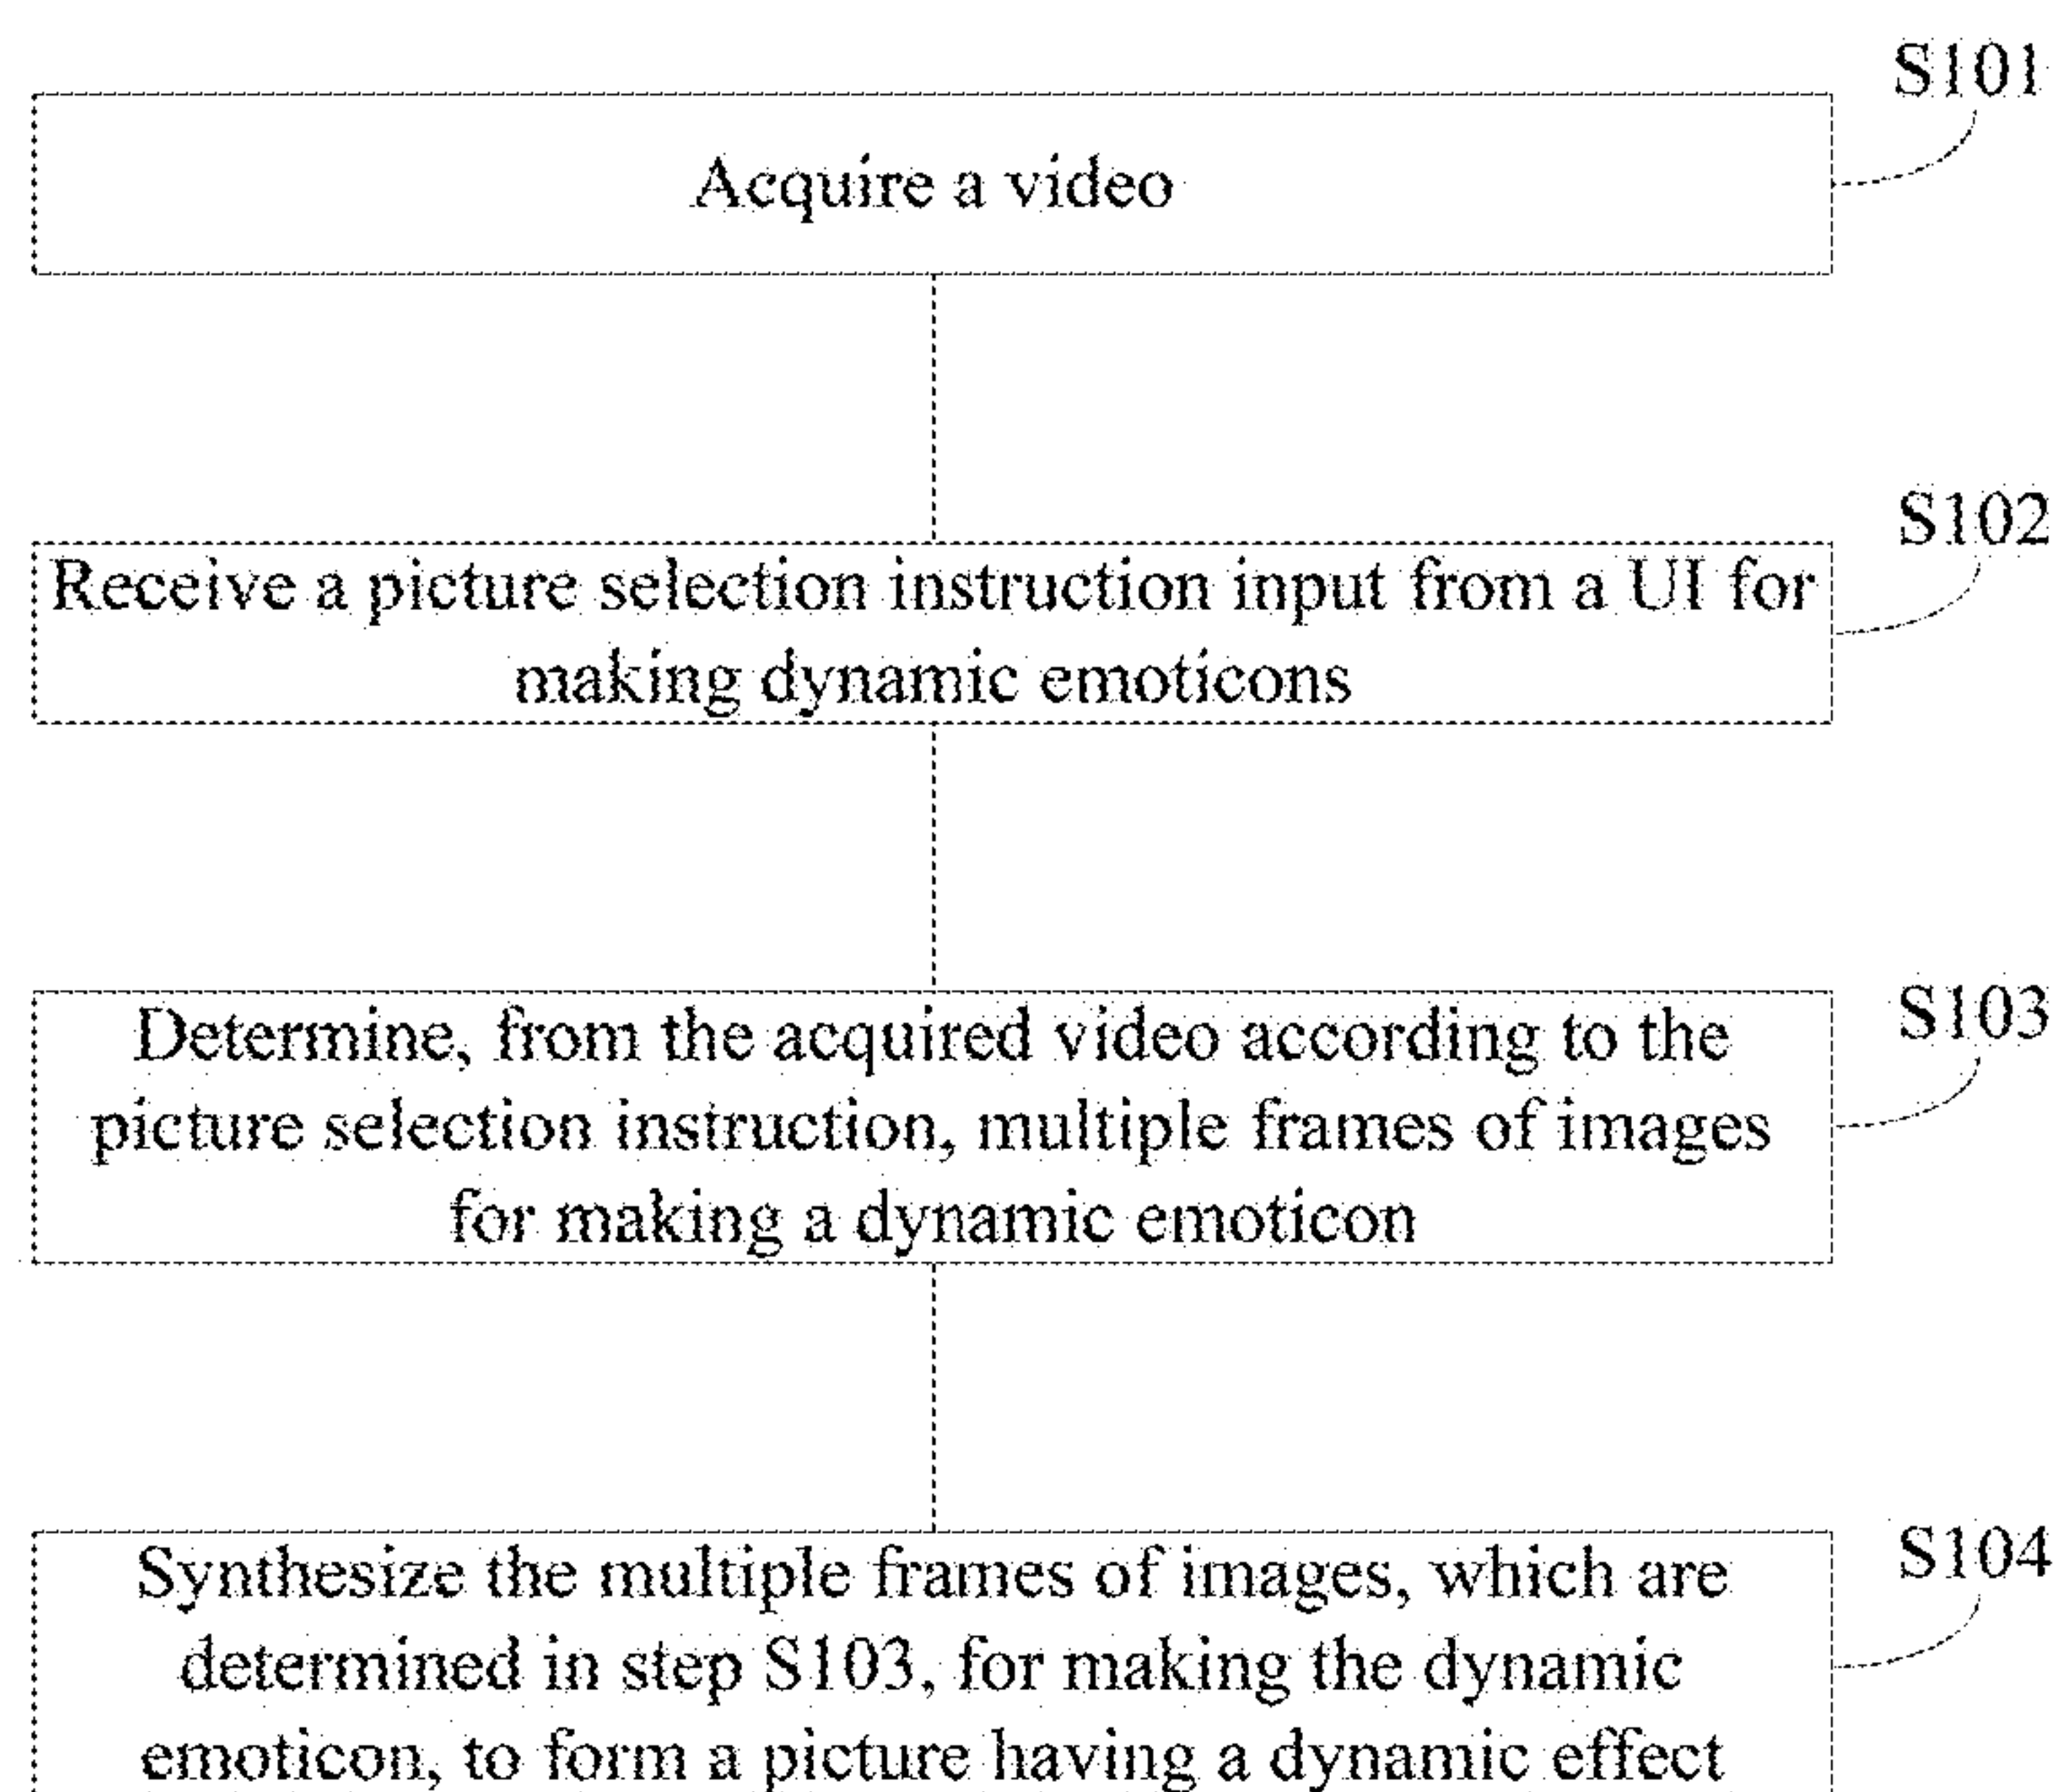 S101
Acquire a video
S102
Receive a picture selection instruction input from a UI for
making dynamic emoticons
S103
Determine, from the acquired video according to the
picture selection instruction, multiple frames of images
for making a dynamic emoticon
S104
Synthesize the multiple frames of images, which are
determined in step S103, for making the dynamic
emoticon, to form a picture having a dynamic effect